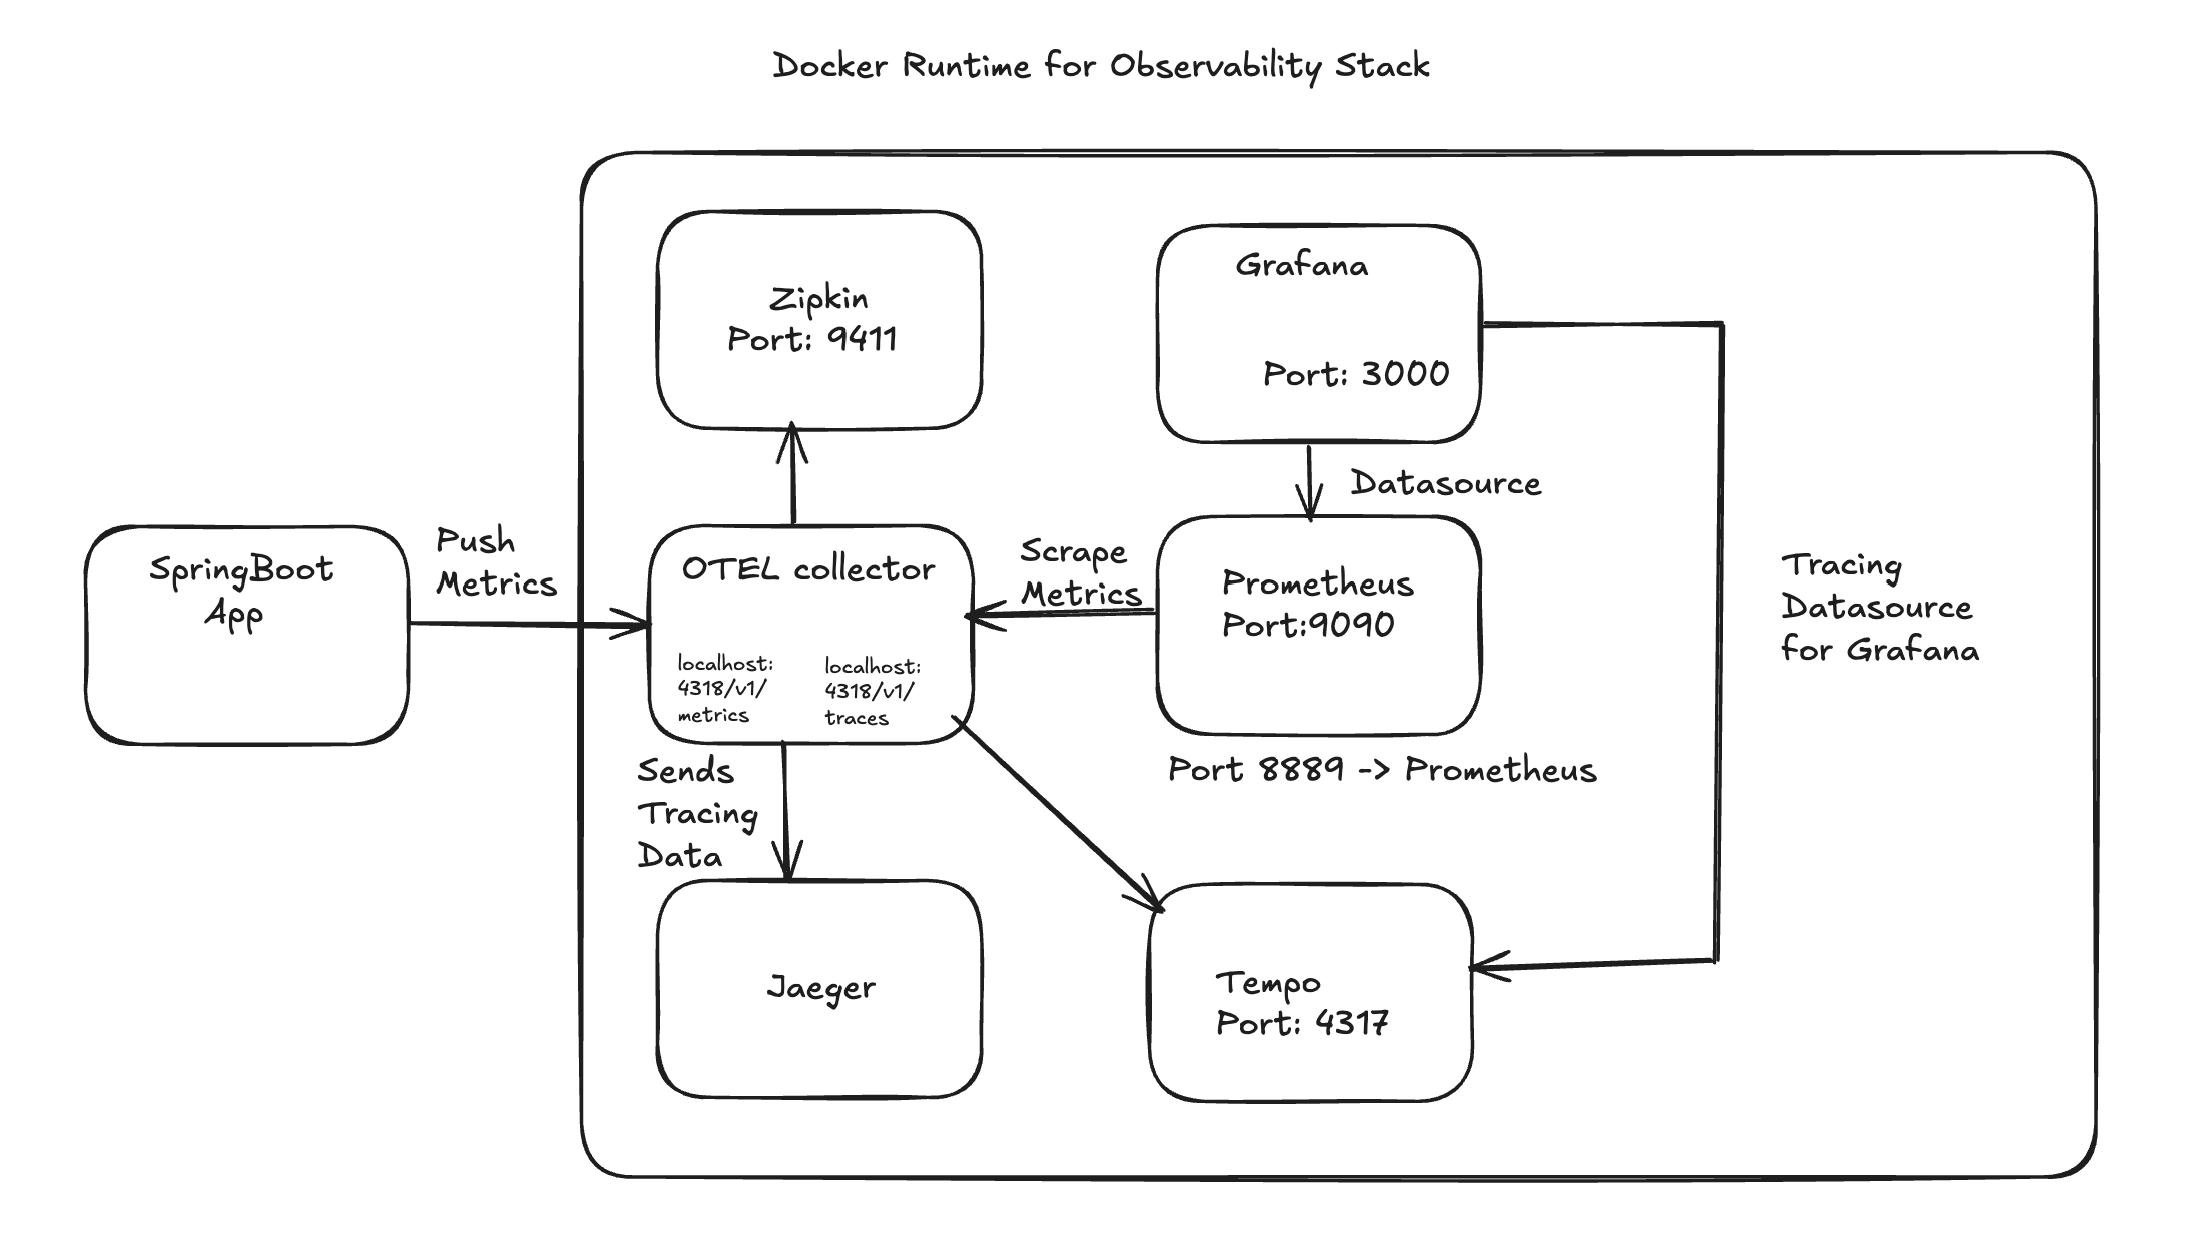 Docker Runtime for Observability Stack
Zipkin
Port: 9411
Grafana
Port: 3000
Datasource
SpringBoot
App
Push
Metrics
OTEL collector
localhost:
4318/v1/
metrics
localhost:
4318/v1/
traces
Scrape
Metrics
Prometheus
Port:9090
Port 8889 -> Prometheus
Tracing
Datasource
for Grafana
Sends
Tracing
Data
Jaeger
Tempo
Port: 4317